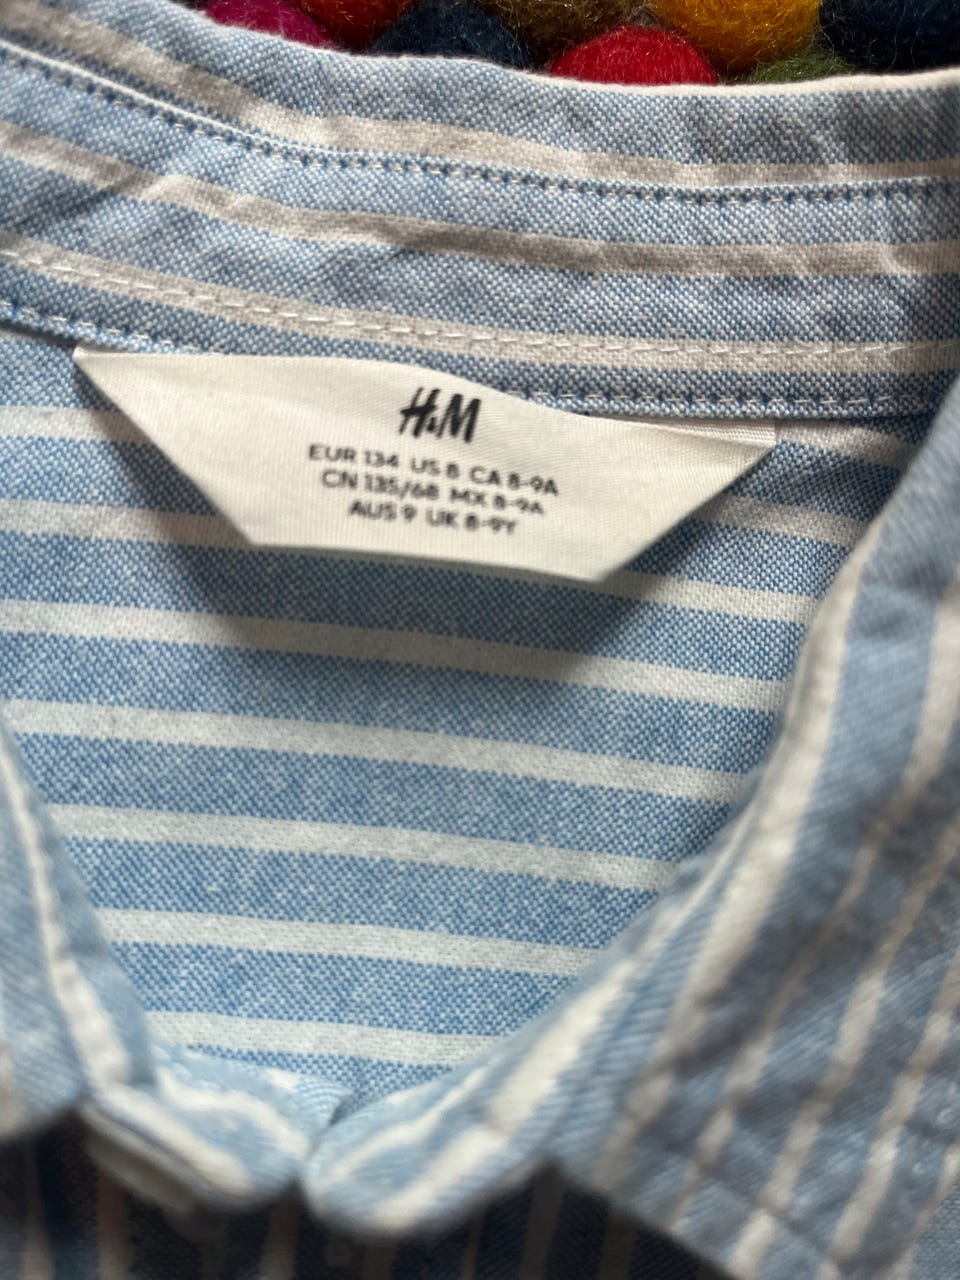 H&M
EUR 134 US 8 CA 8-9A
CN 135/68 MX 8-9A
AUS 9 UK 8-9Y